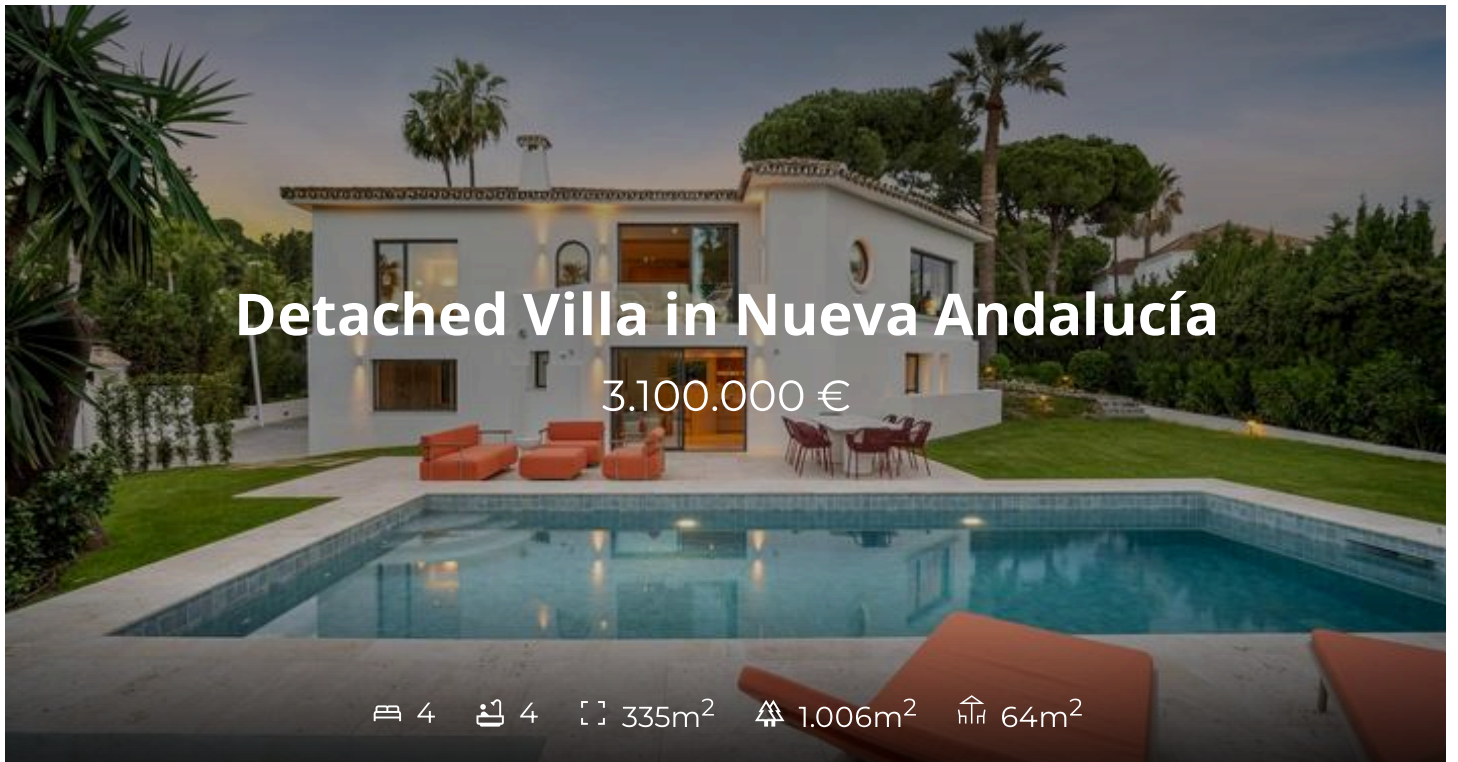 Detached Villa in Nueva Andalucía
3.100.000 €
4 4 335m² 1.006m² 64m²